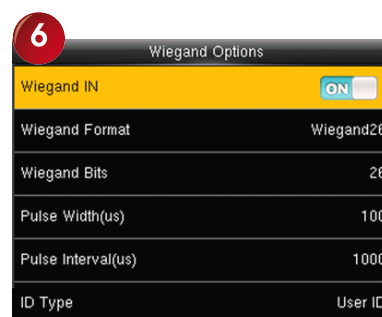 6
Wiegand Options
Wiegand IN ON
Wiegand Format Wiegand26
Wiegand Bits 26
Pulse Width(us) 100
Pulse Interval(us) 1000
ID Type User ID